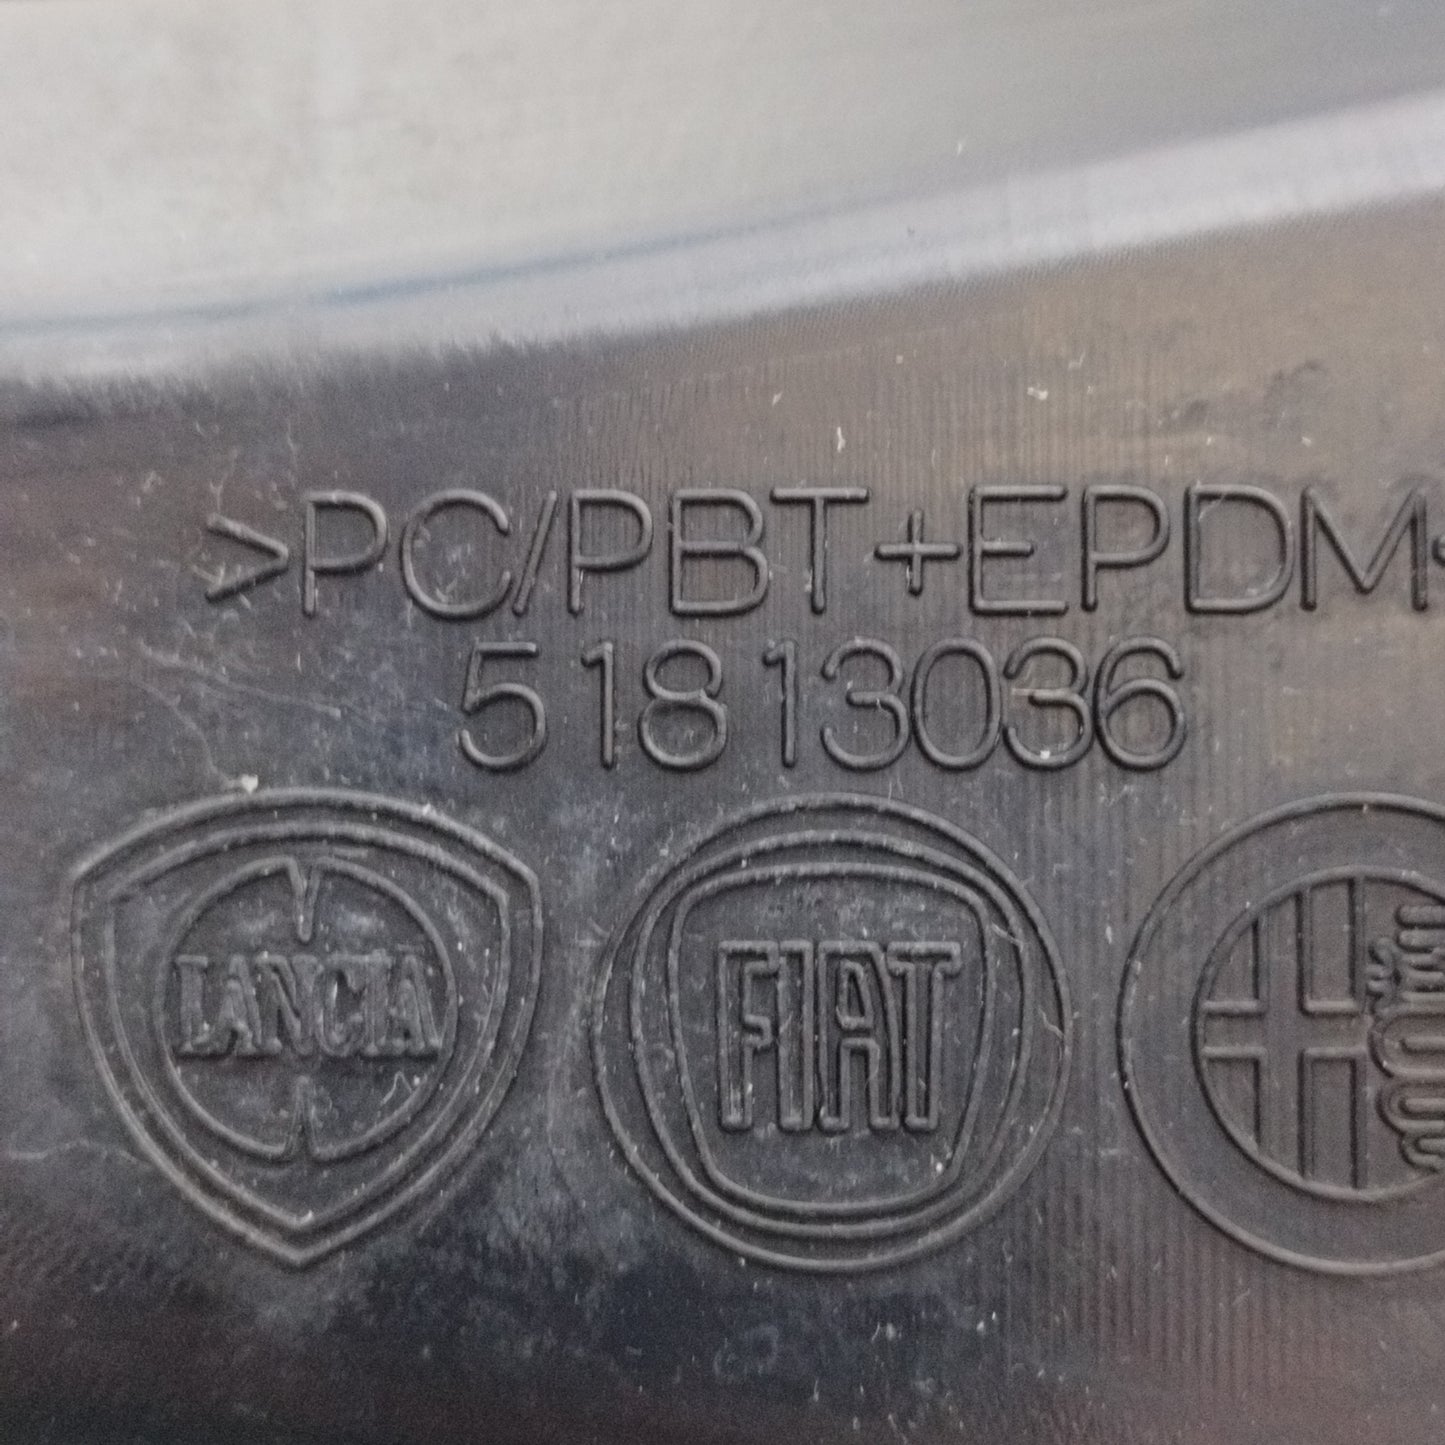 >PC/PBT+EPDM<
51813036
LANCIA
FIAT